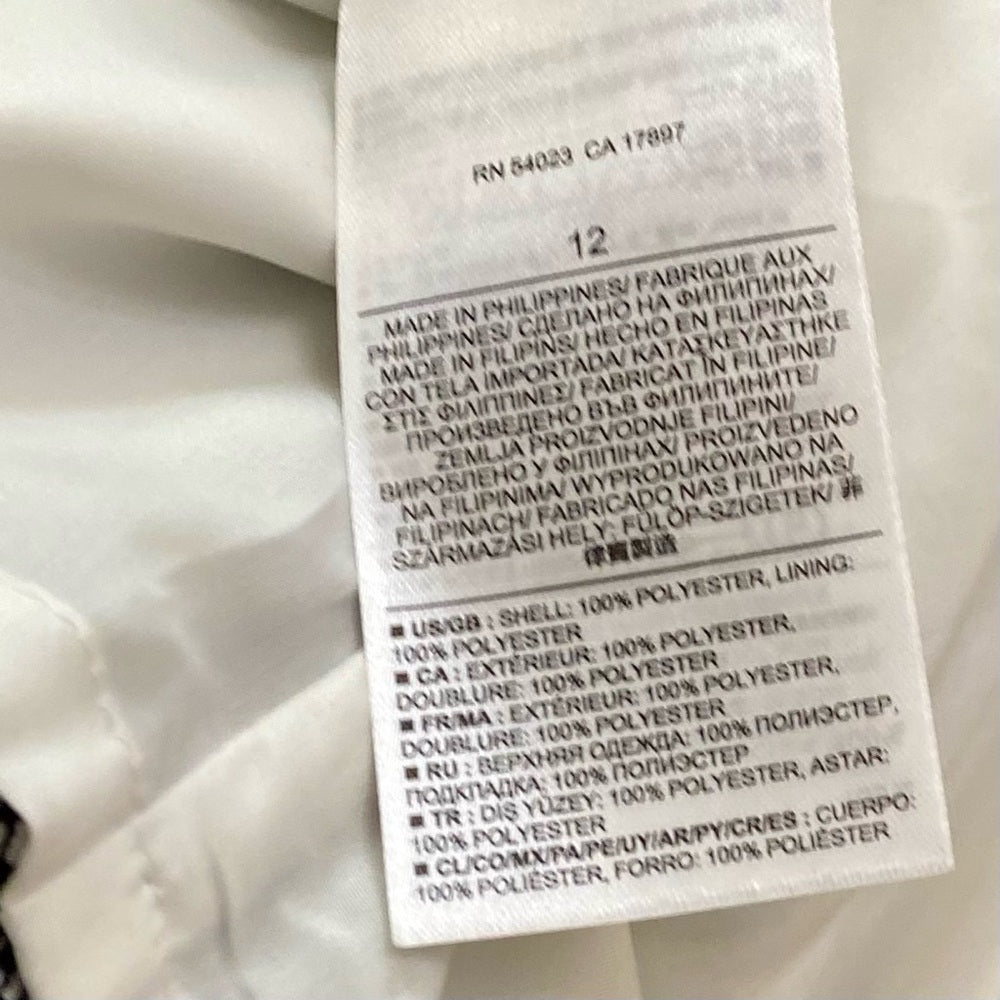 RN 54023 CA 17897
12
MADE IN PHILIPPINES/ FABRIQUE AUX
PHILIPPINES/ СДЕЛАНО НА ФИЛИПИНАХ/
MADE IN FILIPINS/ HECHO EN FILIPINAS
CON TELA IMPORTADA/ ΚΑΤΑΣΚΕΥΑΣΤΗΚΕ
ΣΤΙΣ ΦΙΛΙΠΠΙΝΕΣ/ FABRICAT ÎN FILIPINE/
ПРОИЗВЕДЕНО ВЪВ ФИЛИПИНИТЕ/
ZEMLJA PROIZVODNJE FILIPINI/
ВИРОБЛЕНО У ФІЛІПІНАХ/ PROIZVEDENO
NA FILIPINIMA/ WYPRODUKOWANO NA
FILIPINACH/ FABRICADO NAS FILIPINAS/
SZÁRMAZÁSI HELY: FÜLÖP-SZIGETEK/ 菲
律賓製造
■ US/GB : SHELL: 100% POLYESTER, LINING:
100% POLYESTER
■ CA : EXTÉRIEUR: 100% POLYESTER,
DOUBLURE: 100% POLYESTER
■ FR/MA : EXTÉRIEUR: 100% POLYESTER,
DOUBLURE: 100% POLYESTER
■ RU : ВЕРХНЯЯ ОДЕЖДА: 100% ПОЛИЭСТЕР,
ПОДКЛАДКА: 100% ПОЛИЭСТЕР
■ TR : DIŞ YÜZEY: 100% POLYESTER, ASTAR:
100% POLYESTER
■ CL/CO/MX/PA/PE/UY/AR/PY/CR/ES : CUERPO:
100% POLIÉSTER, FORRO: 100% POLIÉSTER